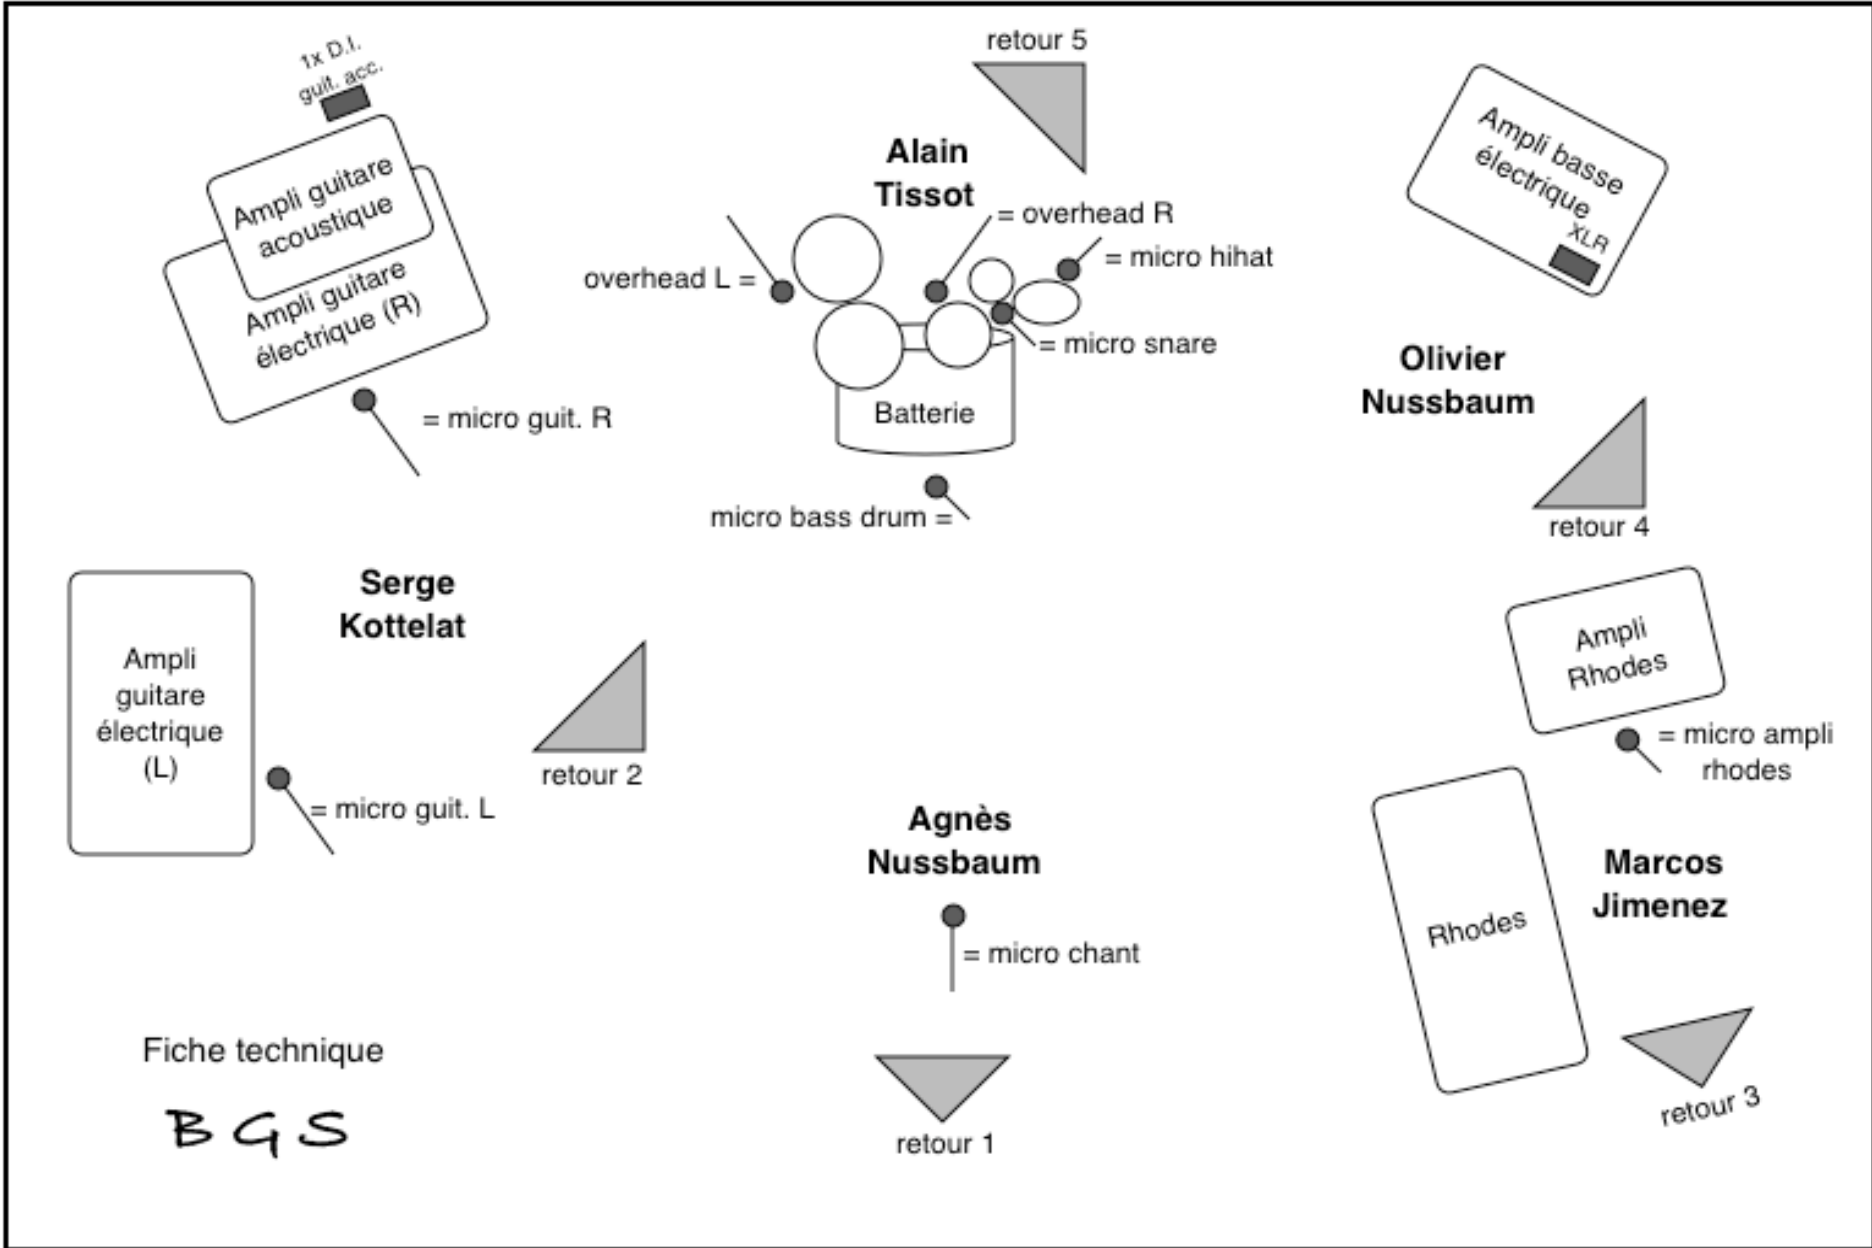 retour 5
1x D.I.
guit. acc.
Ampli guitare
acoustique
Ampli guitare
électrique (R)
= micro guit. R
Alain
Tissot
= overhead R
= micro hihat
overhead L =
= micro snare
Batterie
micro bass drum =
Ampli basse
électrique
XLR
Olivier
Nussbaum
retour 4
Serge
Kottelat
Ampli
guitare
électrique
(L)
= micro guit. L
retour 2
Ampli
Rhodes
= micro ampli
rhodes
Agnès
Nussbaum
= micro chant
retour 1
Rhodes
Marcos
Jimenez
retour 3
Fiche technique
BGS